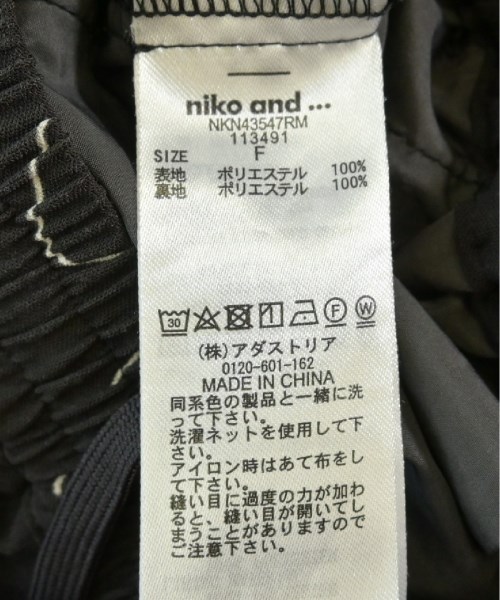 niko and ...
NKN43547RM
113491
SIZE F
表地 ポリエステル 100%
裏地 ポリエステル 100%
30 F W
(株)アダストリア
0120-601-162
MADE IN CHINA
同系色の製品と一緒に洗
って下さい。
洗濯ネットを使用して下
さい。
アイロン時はあて布をし
て下さい。
縫い目に過度の力が加わ
ると、縫い目が開いてし
まうことがありますので
ご注意下さい。